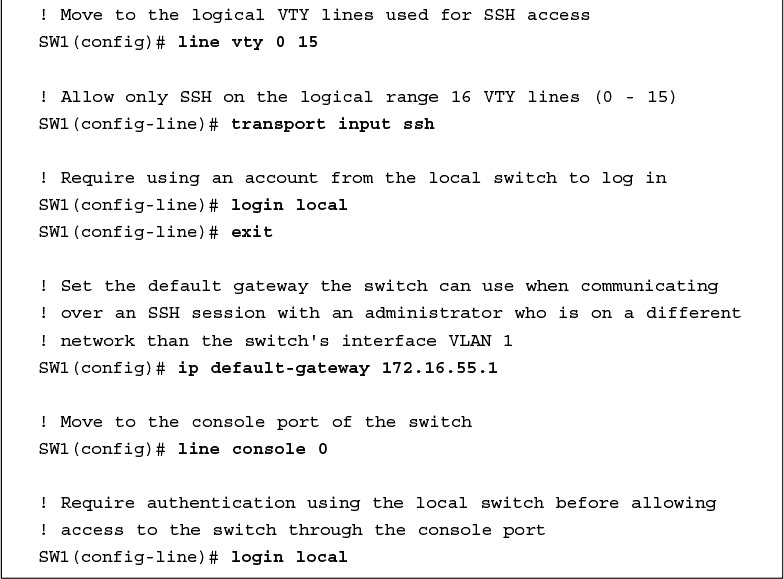 ! Move to the logical VTY lines used for SSH access
SW1(config)# line vty 0 15
! Allow only SSH on the logical range 16 VTY lines (0 - 15)
SW1(config-line)# transport input ssh
! Require using an account from the local switch to log in
SW1(config-line)# login local
SW1(config-line)# exit
! Set the default gateway the switch can use when communicating
! over an SSH session with an administrator who is on a different
! network than the switch's interface VLAN 1
SW1(config)# ip default-gateway 172.16.55.1
! Move to the console port of the switch
SW1(config)# line console 0
! Require authentication using the local switch before allowing
! access to the switch through the console port
SW1(config-line)# login local